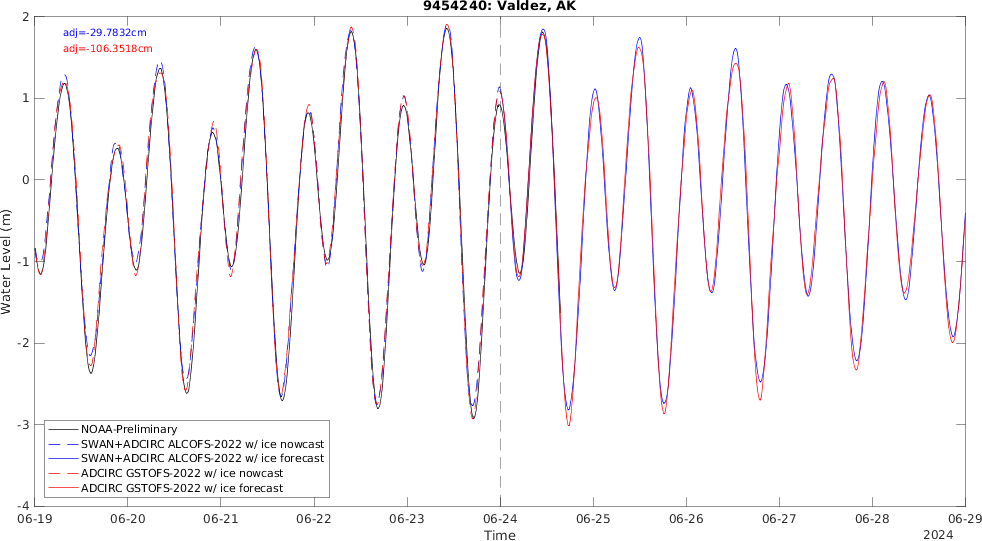 9454240: Valdez, AK
adj=-29.7832cm
adj=-106.3518cm
Water Level (m)
2
1
0
-1
-2
-3
-4
NOAA-Preliminary
SWAN+ADCIRC ALCOFS-2022 w/ ice nowcast
SWAN+ADCIRC ALCOFS-2022 w/ ice forecast
ADCIRC GSTOFS-2022 w/ ice nowcast
ADCIRC GSTOFS-2022 w/ ice forecast
06-19 06-20 06-21 06-22 06-23 06-24 06-25 06-26 06-27 06-28 06-29
Time
2024